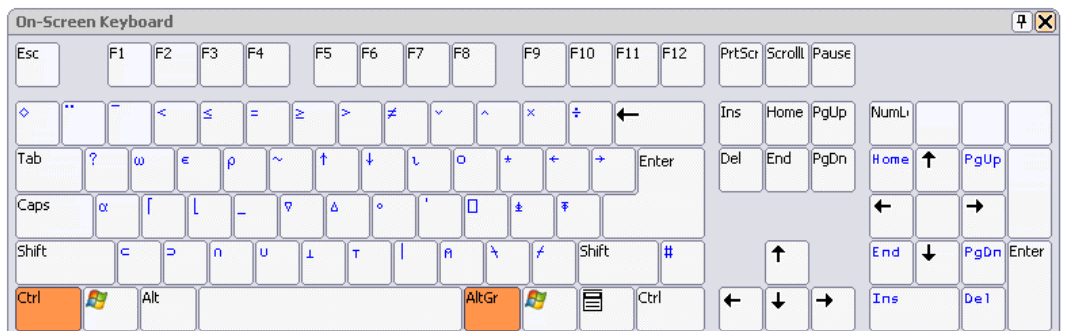 On-Screen Keyboard
Esc F1 F2 F3 F4 F5 F6 F7 F8 F9 F10 F11 F12 PrtScr Scroll Pause
◇ ¨ ¯ < ≤ = ≥ > ≠ ∨ ∧ × ÷ ← Ins Home PgUp NumL
Tab ? ω ∊ ρ ~ ↑ ↓ ⍳ ○ * ← → Enter Del End PgDn Home ↑ PgUp
Caps ⍺ ⌈ ⌊ _ ∇ ∆ ∘ ' ⎕ ⍎ ⍕ ← →
Shift ⊂ ⊃ ∩ ∪ ⊥ ⊤ | ⍝ ⍀ ⌿ Shift # ↑ End ↓ PgDn Enter
Ctrl Alt AltGr Ctrl ← ↓ → Ins Del